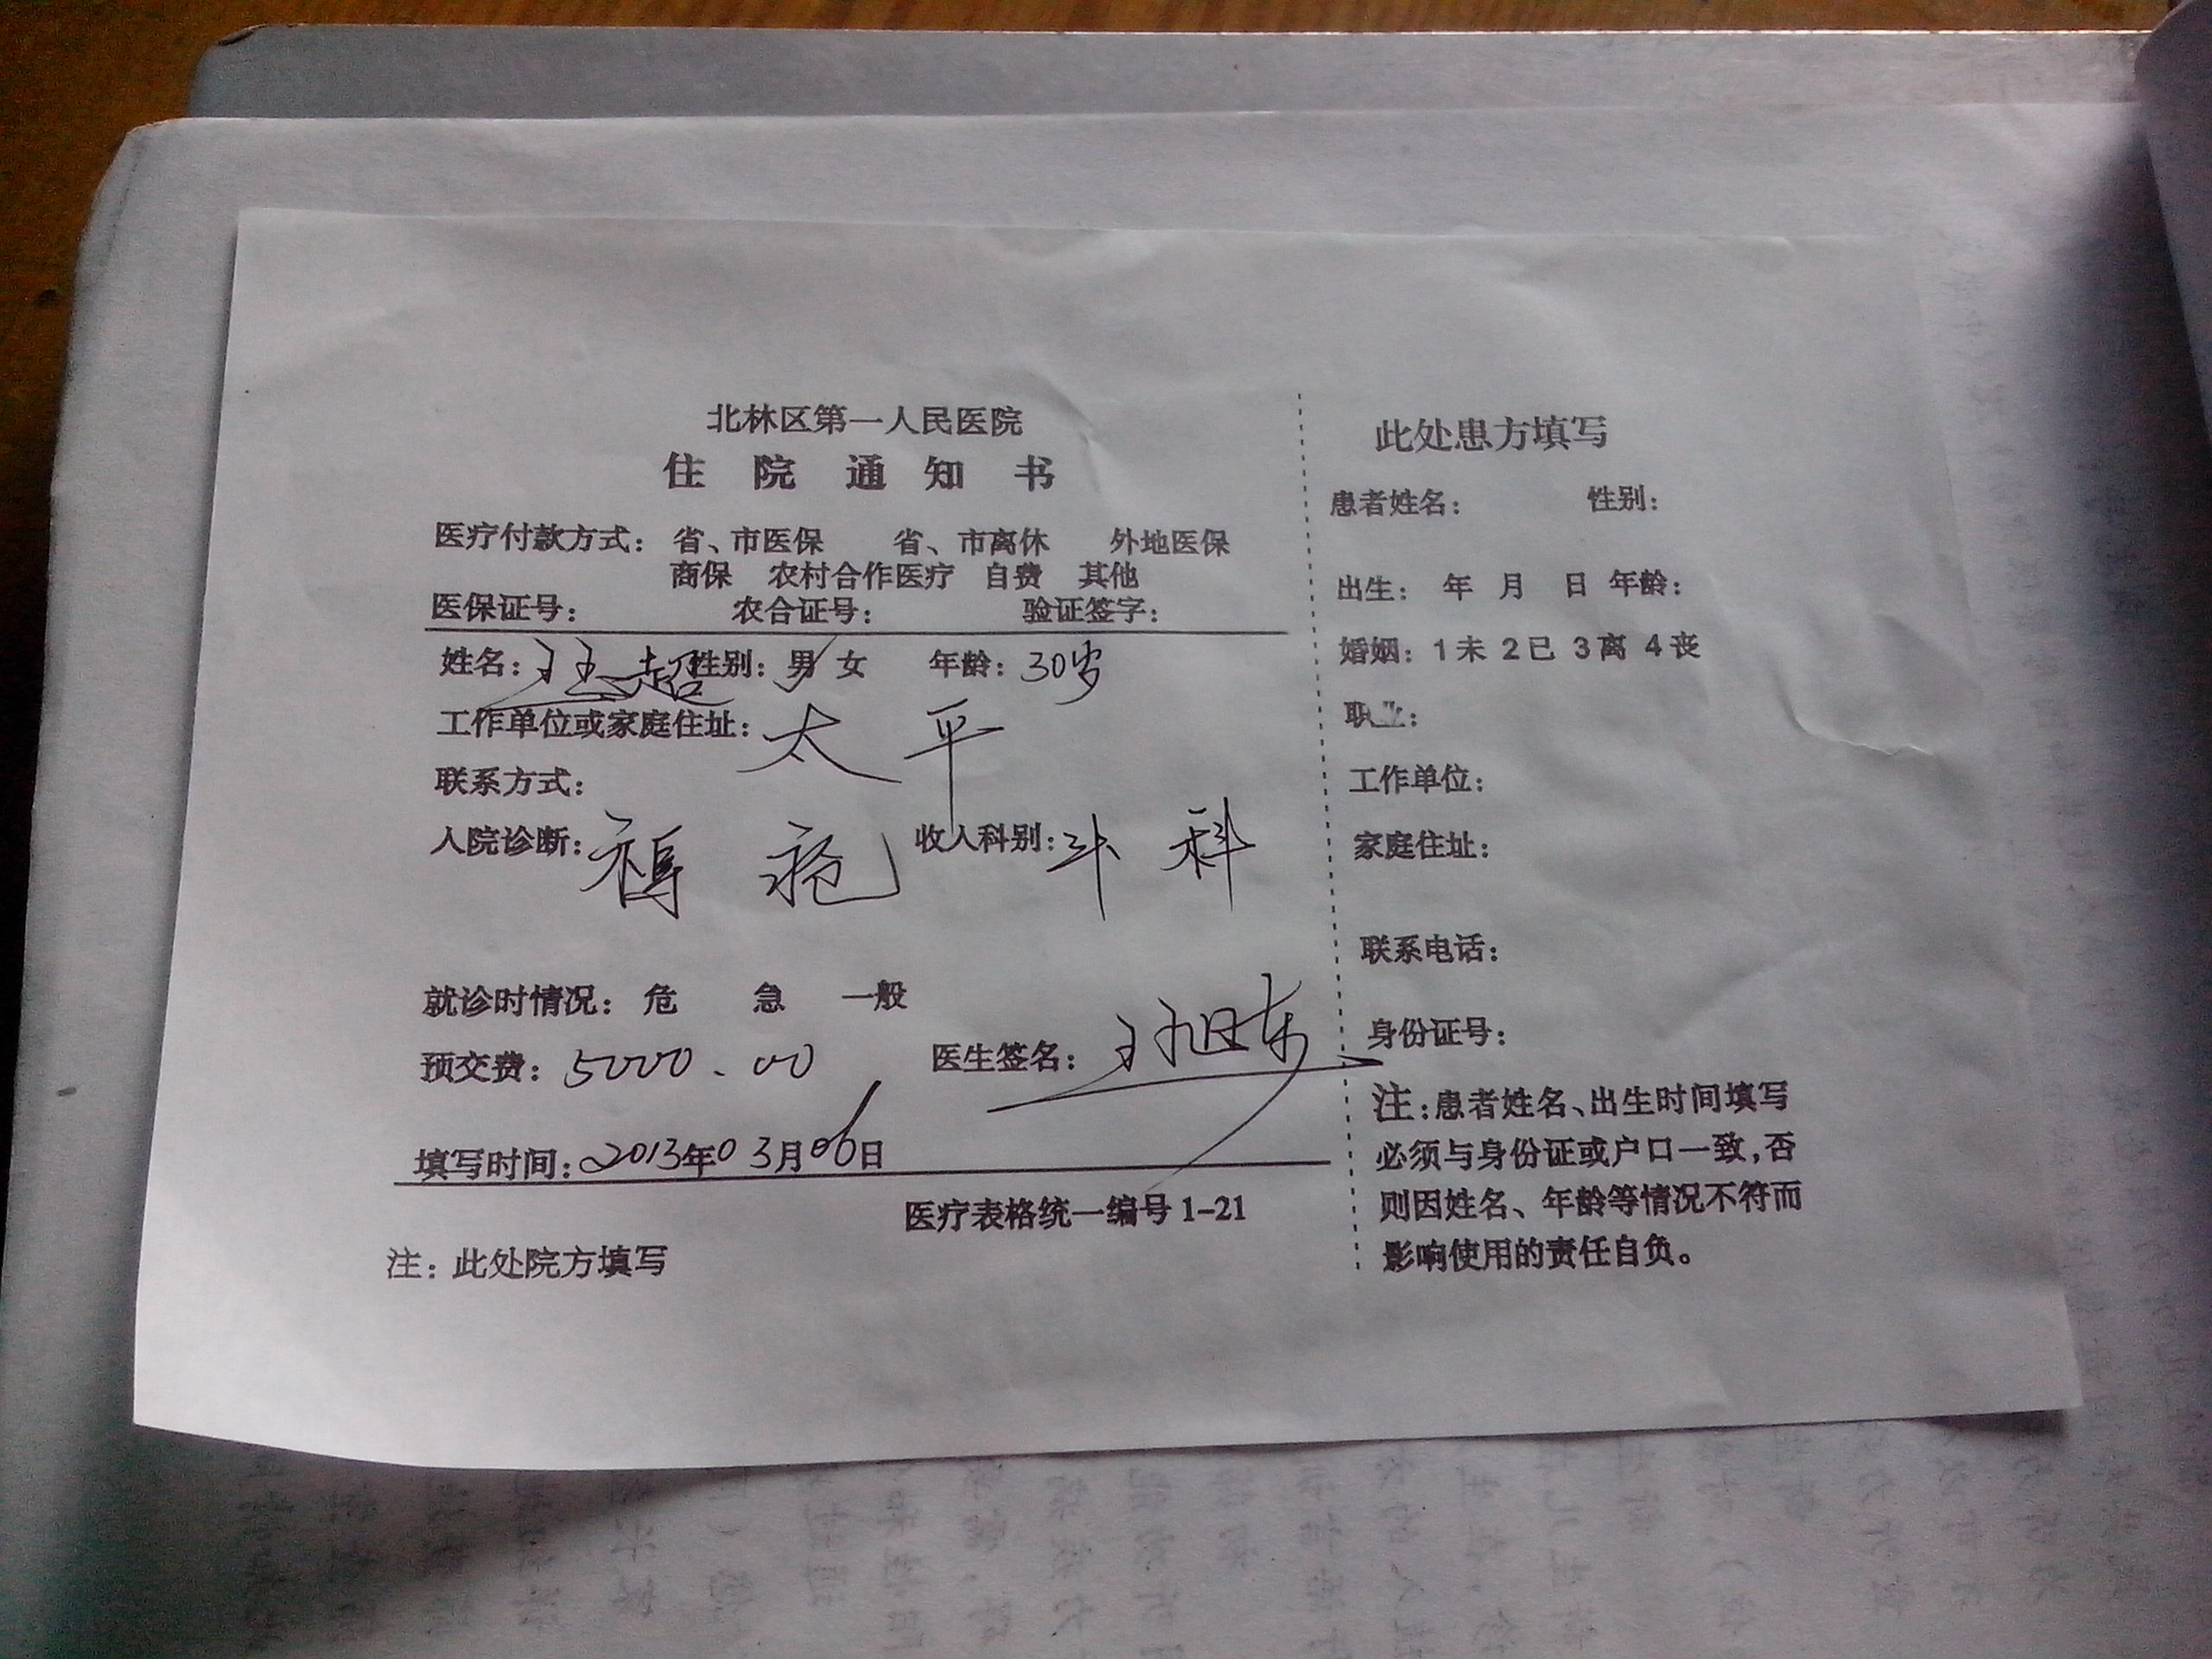 北林区第一人民医院
住院通知书
医疗付款方式：省、市医保 省、市离休 外地医保
商保 农村合作医疗 自费 其他
医保证号： 农合证号： 验证签字：
姓名：王超 性别：男 女 年龄：30岁
工作单位或家庭住址：太平
联系方式：
入院诊断：褥疮 收入科别：外科
就诊时情况：危 急 一般
预交费：5000.00 医生签名：王旭东
填写时间：2013年03月06日
医疗表格统一编号1-21
注：此处院方填写
此处患方填写
患者姓名： 性别：
出生： 年 月 日 年龄：
婚姻：1未 2已 3离 4丧
职业：
工作单位：
家庭住址：
联系电话：
身份证号：
注：患者姓名、出生时间填写
必须与身份证或户口一致，否
则因姓名、年龄等情况不符而
影响使用的责任自负。